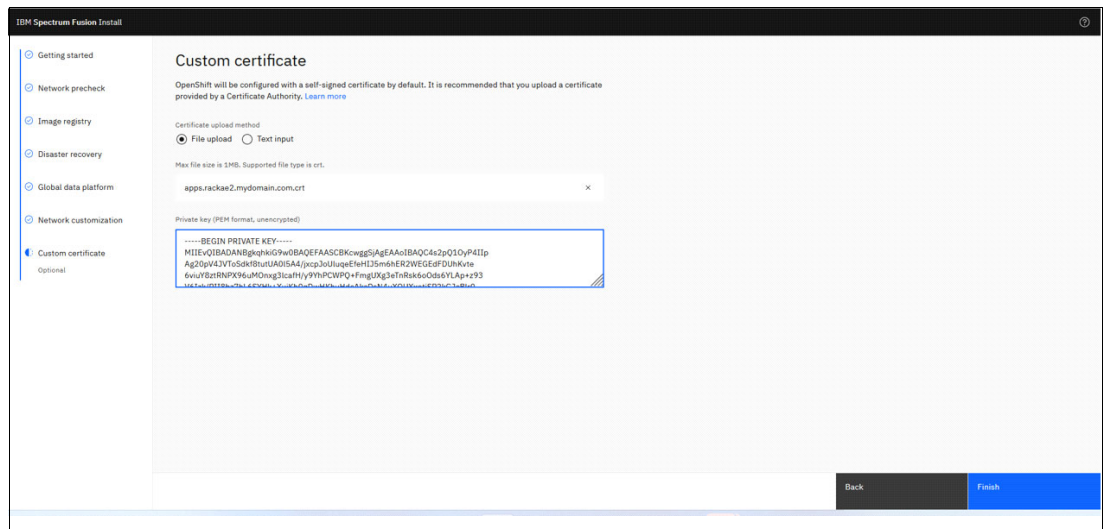 IBM Spectrum Fusion Install
Getting started
Network precheck
Image registry
Disaster recovery
Global data platform
Network customization
Custom certificate
Optional
Custom certificate
OpenShift will be configured with a self-signed certificate by default. It is recommended that you upload a certificate
provided by a Certificate Authority. Learn more
Certificate upload method
File upload Text input
Max file size is 1MB. Supported file type is crt.
apps.rackae2.mydomain.com.crt
Private key (PEM format, unencrypted)
-----BEGIN PRIVATE KEY-----
MIIEvQIBADANBgkqhkiG9w0BAQEFAASCBKcwggSjAgEAAoIBAQC4s2pQ1OyP4IIp
Ag20pV4JVToSdkf8tutUA0l5A4/jxcpJoUluqeEfeHIJ5m6hER2WEGEdFDUhKvte
6viuY8ztRNPX96uMOnxg3lcafH/y9YhPCWPQ+FmgUXg3eTnRsk6oOds6YLAp+z93
Back Finish